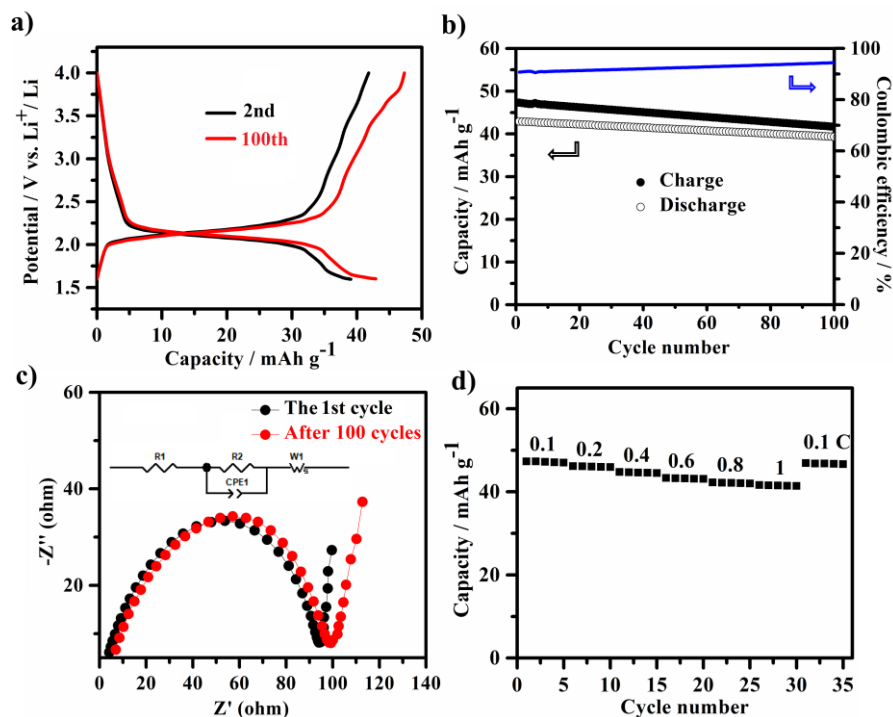 a)
Potential / V vs. Li+/ Li
4.0
3.5
3.0
2.5
2.0
1.5
2nd
100th
0 10 20 30 40 50
Capacity / mAh g-1
b)
Capacity / mAh g-1
60
50
40
30
20
10
0
Charge
Discharge
100
80
60
40
20
0
Coulombic efficiency / %
0 20 40 60 80 100
Cycle number
c)
-Z'' (ohm)
60
40
20
The 1st cycle
After 100 cycles
R1 R2 W1
CPE1
s
0 20 40 60 80 100 120 140
Z' (ohm)
d)
Capacity / mAh g-1
60
40
20
0
0.1 0.2 0.4 0.6 0.8 1 0.1 C
0 5 10 15 20 25 30 35
Cycle number